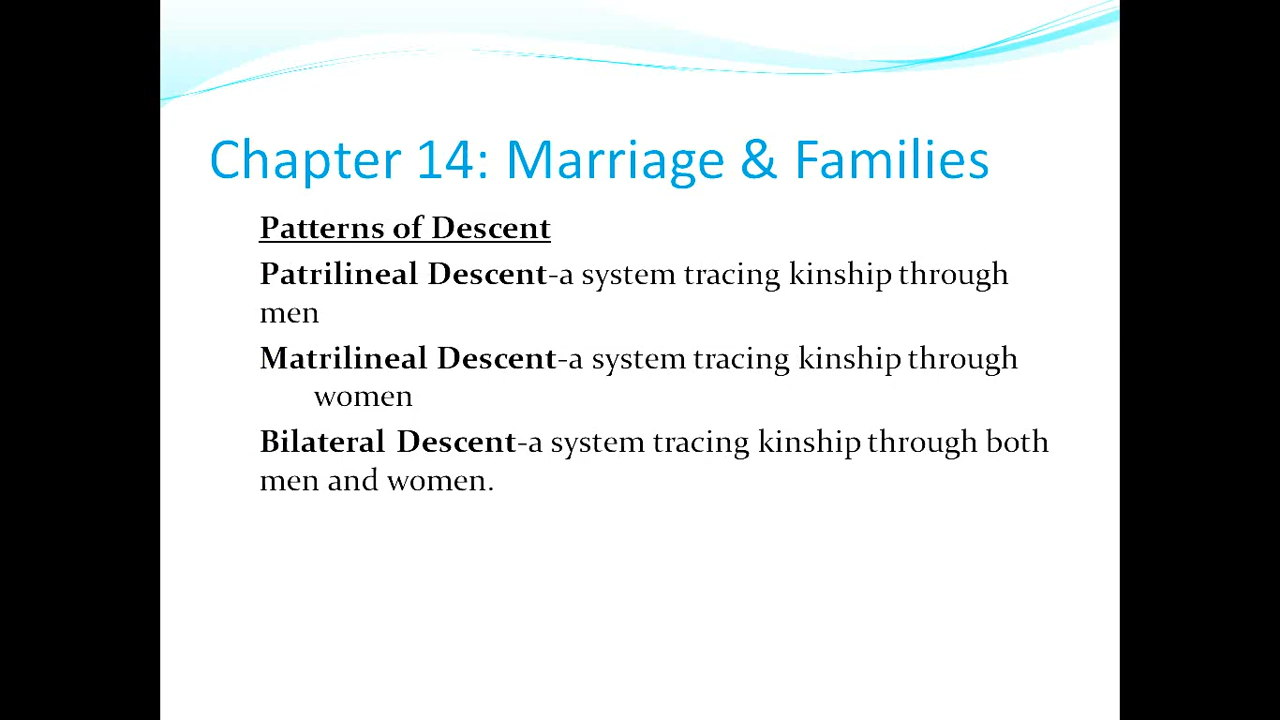 Chapter 14: Marriage & Families
Patterns of Descent
Patrilineal Descent-a system tracing kinship through
men
Matrilineal Descent-a system tracing kinship through
women
Bilateral Descent-a system tracing kinship through both
men and women.